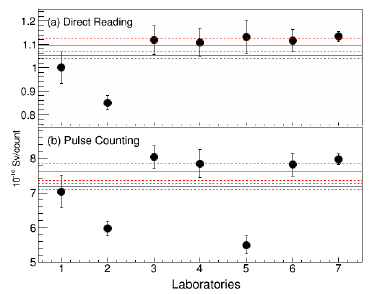 1.2
(a) Direct Reading
1.1
1
0.9
0.8
(b) Pulse Counting
8
7
6
5
10⁻¹⁰ Sv/count
1 2 3 4 5 6 7
Laboratories